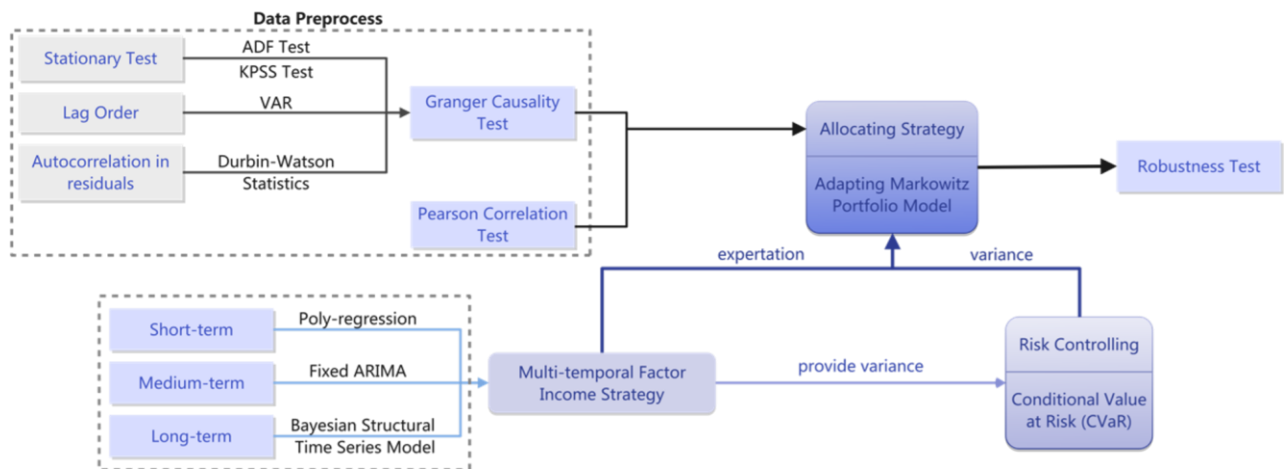 Data Preprocess
Stationary Test
ADF Test
KPSS Test
Lag Order
VAR
Autocorrelation in
residuals
Durbin-Watson
Statistics
Granger Causality
Test
Pearson Correlation
Test
Allocating Strategy
Adapting Markowitz
Portfolio Model
Robustness Test
expertation
variance
Short-term
Poly-regression
Medium-term
Fixed ARIMA
Long-term
Bayesian Structural
Time Series Model
Multi-temporal Factor
Income Strategy
provide variance
Risk Controlling
Conditional Value
at Risk (CVaR)